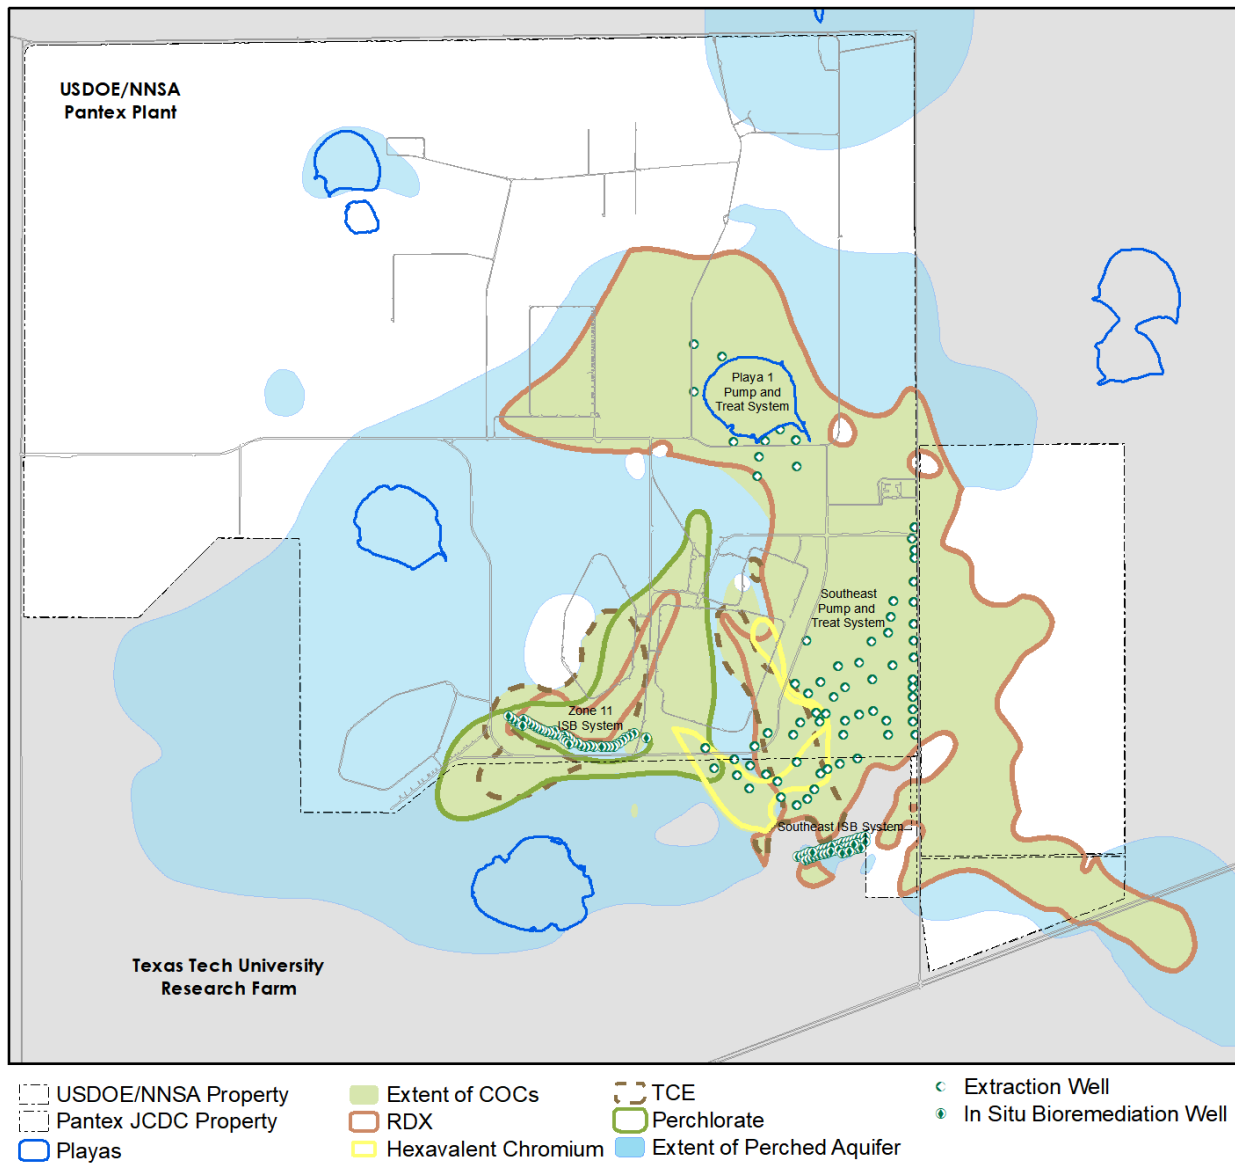 USDOE/NNSA
Pantex Plant
Playa 1
Pump and
Treat System
Southeast
Pump and
Treat System
Zone 11
ISB System
Southeast ISB System
Texas Tech University
Research Farm
USDOE/NNSA Property
Pantex JCDC Property
Playas
Extent of COCs
RDX
Hexavalent Chromium
TCE
Perchlorate
Extent of Perched Aquifer
Extraction Well
In Situ Bioremediation Well